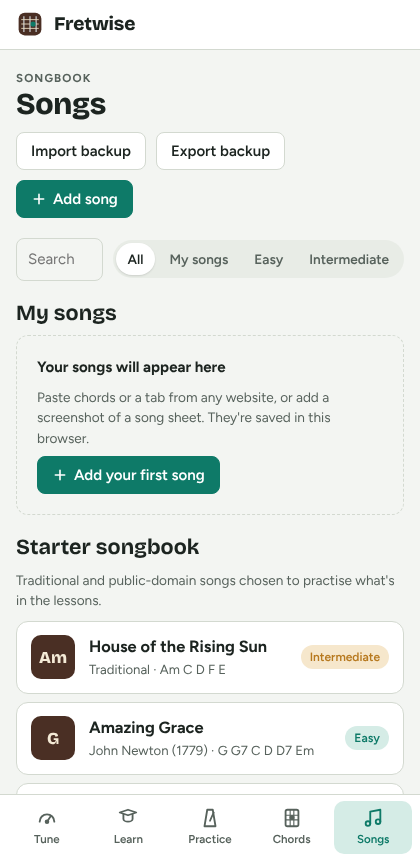 Fretwise
SONGBOOK
Songs
Import backup
Export backup
+ Add song
Search
All
My songs
Easy
Intermediate
My songs
Your songs will appear here
Paste chords or a tab from any website, or add a
screenshot of a song sheet. They're saved in this
browser.
+ Add your first song
Starter songbook
Traditional and public-domain songs chosen to practise what's
in the lessons.
Am
House of the Rising Sun
Traditional · Am C D F E
Intermediate
G
Amazing Grace
John Newton (1779) · G G7 C D D7 Em
Easy
Tune
Learn
Practice
Chords
Songs